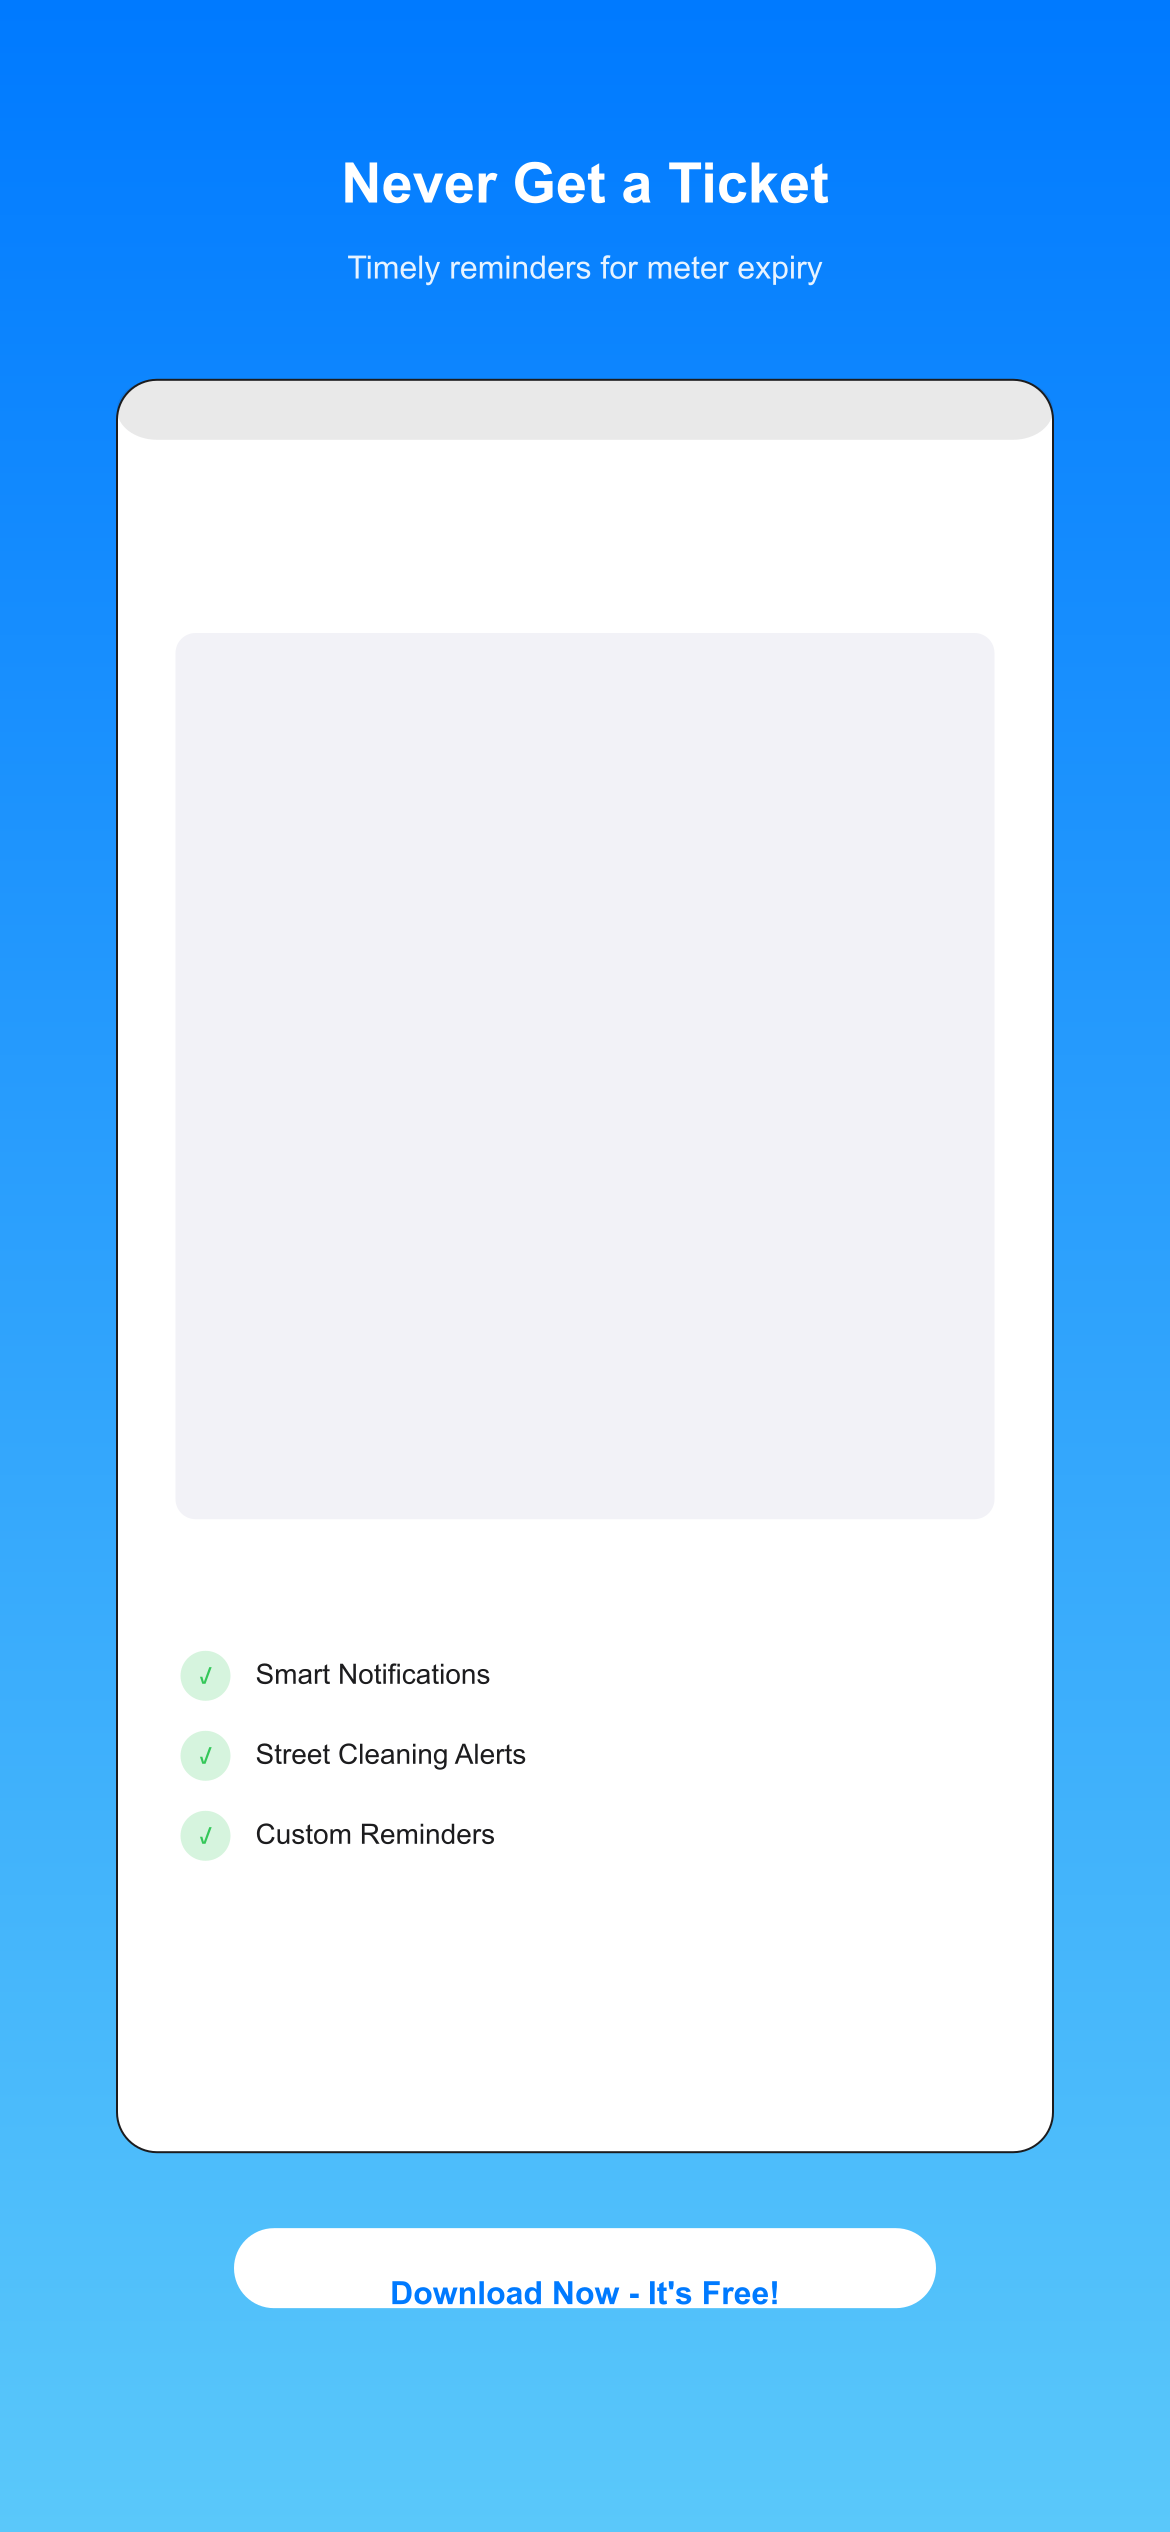 Never Get a Ticket
Timely reminders for meter expiry
✓ Smart Notifications
✓ Street Cleaning Alerts
✓ Custom Reminders
Download Now - It's Free!